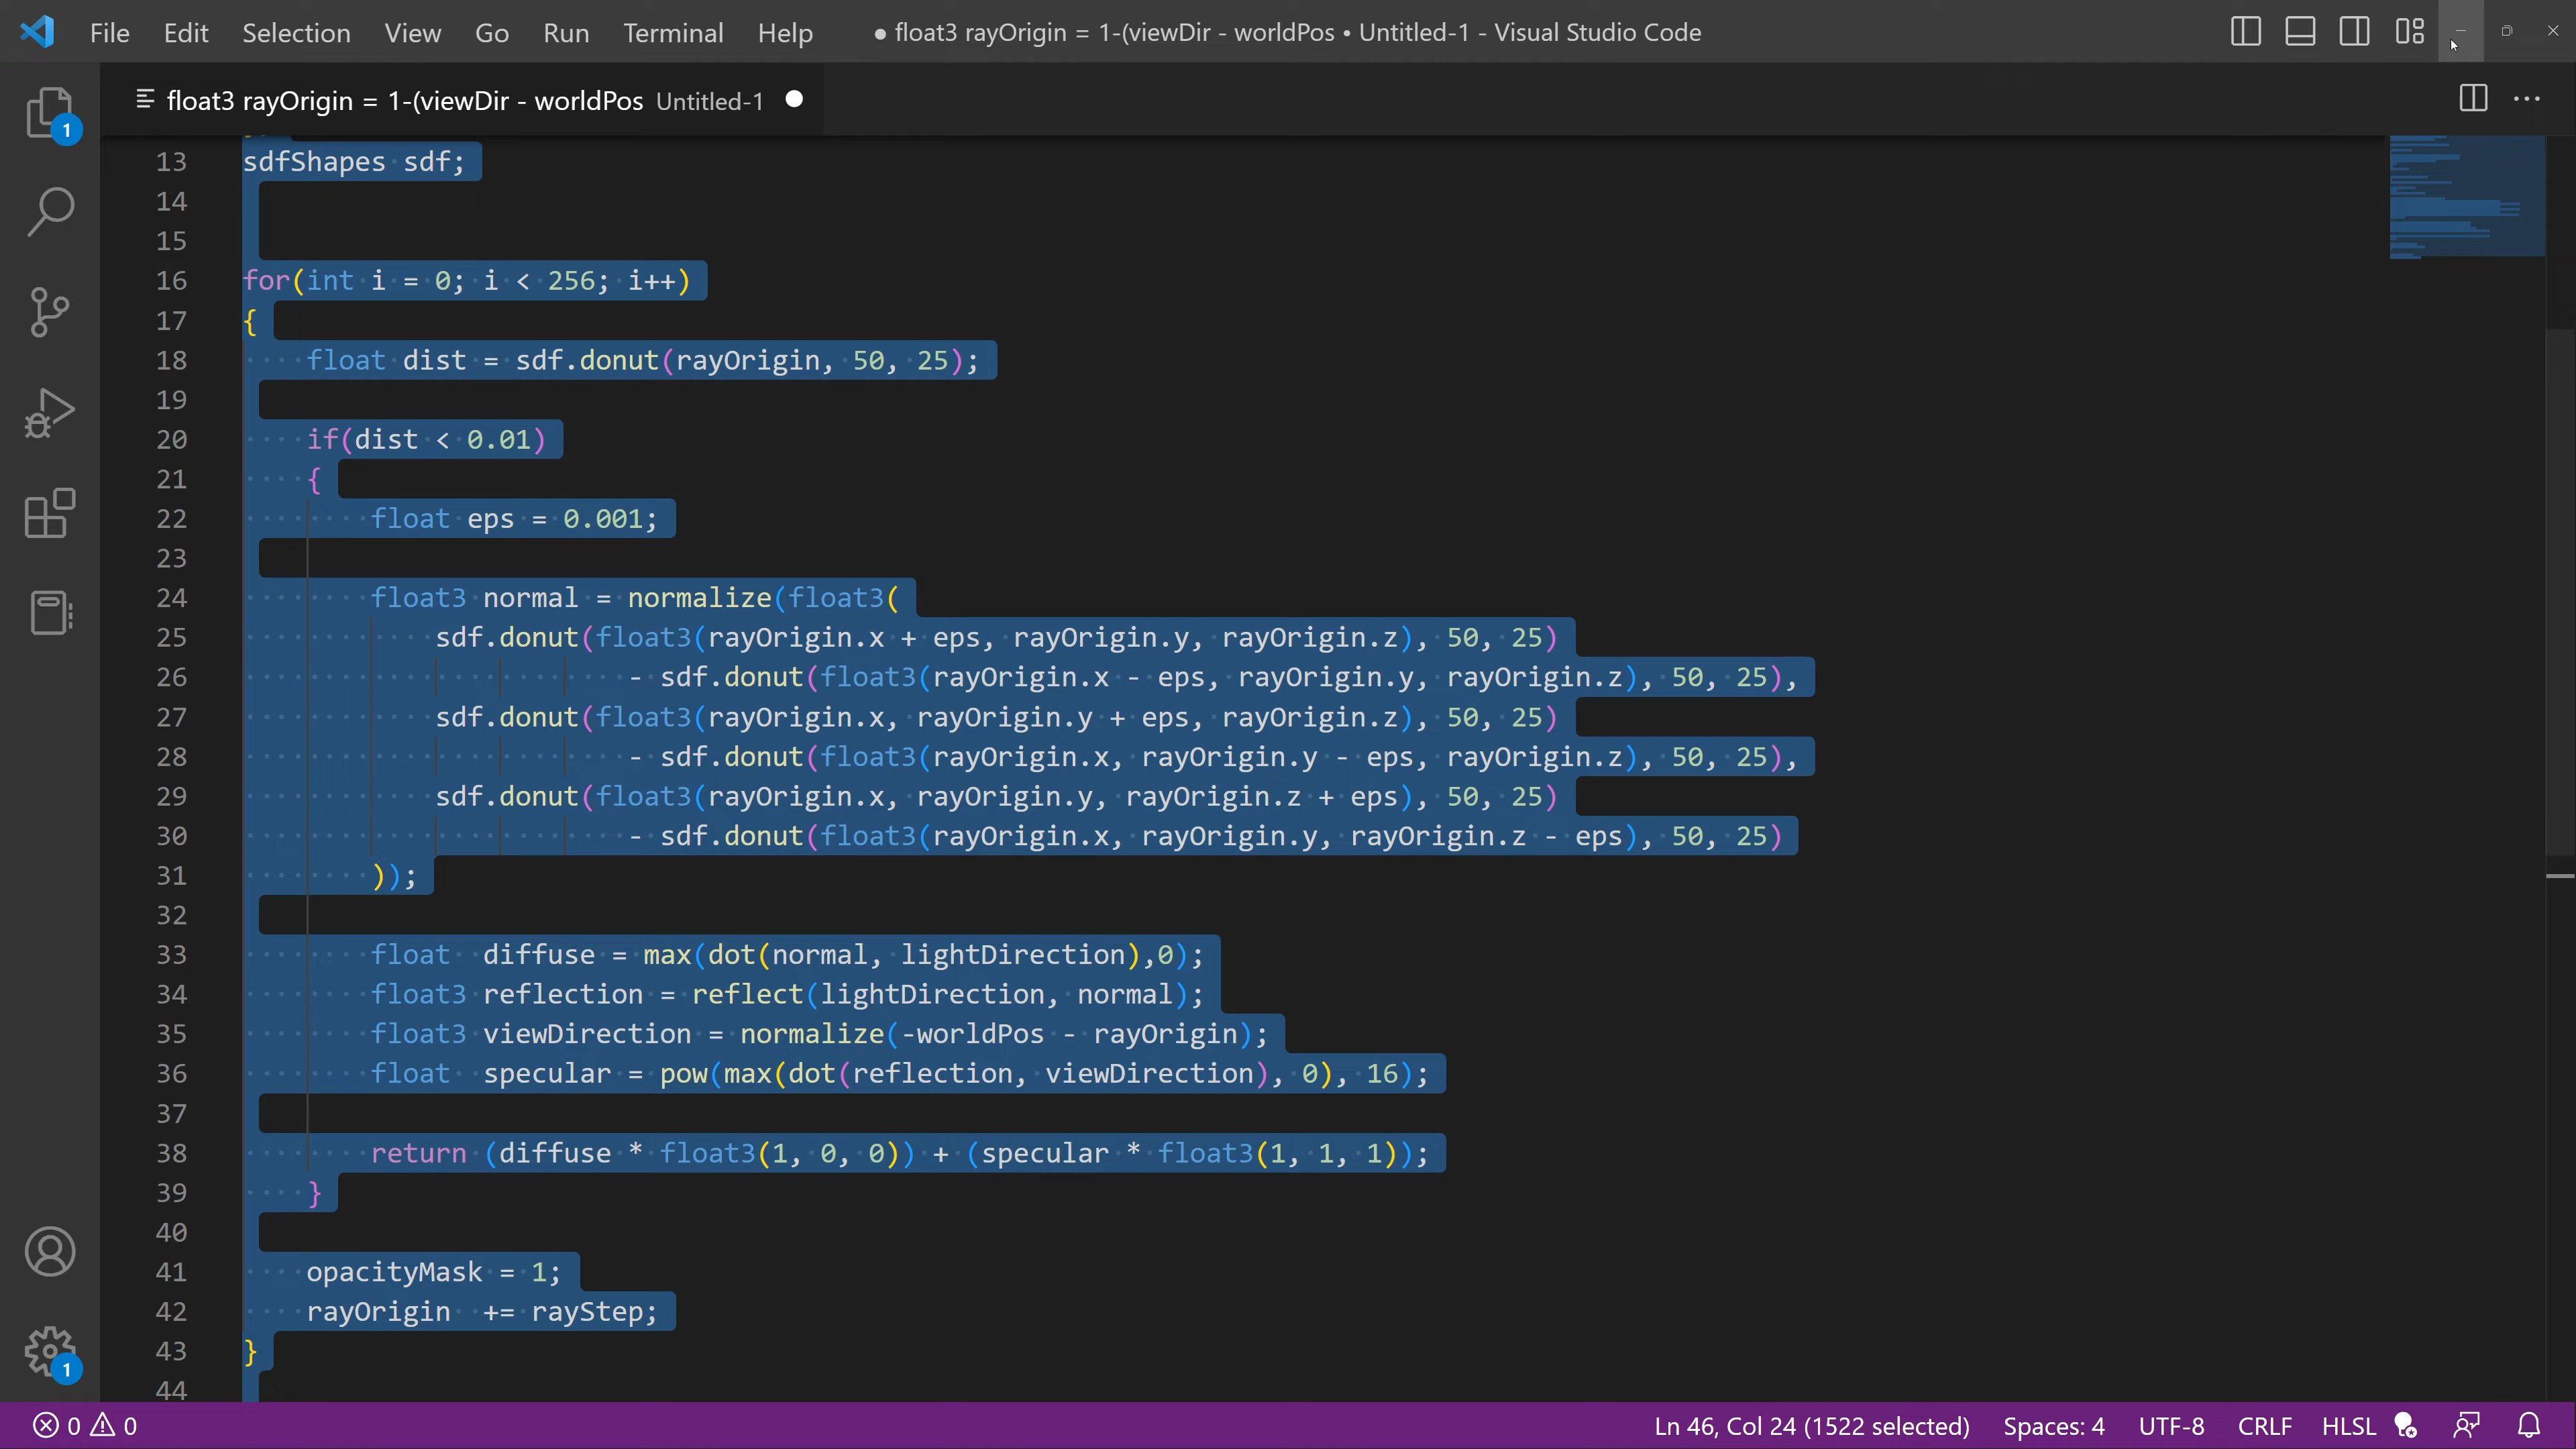 File Edit Selection View Go Run Terminal Help ● float3 rayOrigin = 1-(viewDir - worldPos • Untitled-1 - Visual Studio Code
float3 rayOrigin = 1-(viewDir - worldPos Untitled-1
13 sdfShapes sdf;
14
15
16 for(int i = 0; i < 256; i++)
17 {
18 float dist = sdf.donut(rayOrigin, 50, 25);
19
20 if(dist < 0.01)
21 {
22 float eps = 0.001;
23
24 float3 normal = normalize(float3(
25 sdf.donut(float3(rayOrigin.x + eps, rayOrigin.y, rayOrigin.z), 50, 25)
26 - sdf.donut(float3(rayOrigin.x - eps, rayOrigin.y, rayOrigin.z), 50, 25),
27 sdf.donut(float3(rayOrigin.x, rayOrigin.y + eps, rayOrigin.z), 50, 25)
28 - sdf.donut(float3(rayOrigin.x, rayOrigin.y - eps, rayOrigin.z), 50, 25),
29 sdf.donut(float3(rayOrigin.x, rayOrigin.y, rayOrigin.z + eps), 50, 25)
30 - sdf.donut(float3(rayOrigin.x, rayOrigin.y, rayOrigin.z - eps), 50, 25)
31 ));
32
33 float diffuse = max(dot(normal, lightDirection),0);
34 float3 reflection = reflect(lightDirection, normal);
35 float3 viewDirection = normalize(-worldPos - rayOrigin);
36 float specular = pow(max(dot(reflection, viewDirection), 0), 16);
37
38 return (diffuse * float3(1, 0, 0)) + (specular * float3(1, 1, 1));
39 }
40
41 opacityMask = 1;
42 rayOrigin += rayStep;
43 }
44
1
1
0 0 Ln 46, Col 24 (1522 selected) Spaces: 4 UTF-8 CRLF HLSL